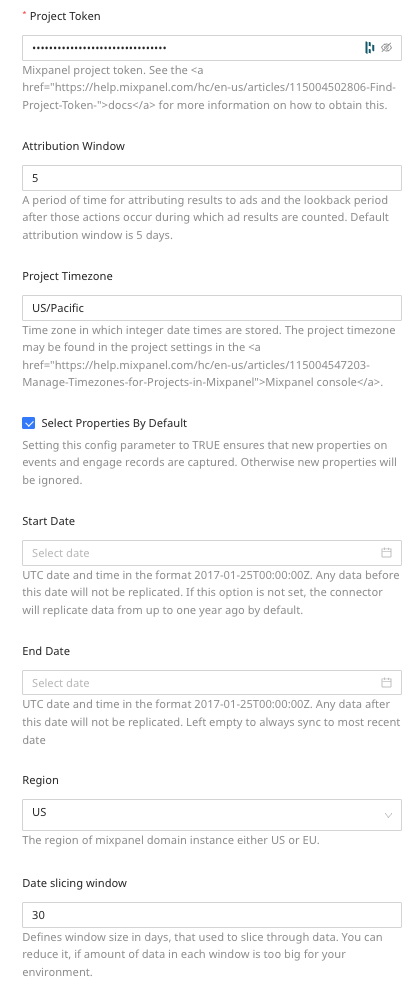 * Project Token
••••••••••••••••••••••••••••••••
Mixpanel project token. See the <a
href="https://help.mixpanel.com/hc/en-us/articles/115004502806-Find-
Project-Token-">docs</a> for more information on how to obtain this.
Attribution Window
5
A period of time for attributing results to ads and the lookback period
after those actions occur during which ad results are counted. Default
attribution window is 5 days.
Project Timezone
US/Pacific
Time zone in which integer date times are stored. The project timezone
may be found in the project settings in the <a
href="https://help.mixpanel.com/hc/en-us/articles/115004547203-
Manage-Timezones-for-Projects-in-Mixpanel">Mixpanel console</a>.
Select Properties By Default
Setting this config parameter to TRUE ensures that new properties on
events and engage records are captured. Otherwise new properties will
be ignored.
Start Date
Select date
UTC date and time in the format 2017-01-25T00:00:00Z. Any data before
this date will not be replicated. If this option is not set, the connector
will replicate data from up to one year ago by default.
End Date
Select date
UTC date and time in the format 2017-01-25T00:00:00Z. Any data after
this date will not be replicated. Left empty to always sync to most recent
date
Region
US
The region of mixpanel domain instance either US or EU.
Date slicing window
30
Defines window size in days, that used to slice through data. You can
reduce it, if amount of data in each window is too big for your
environment.